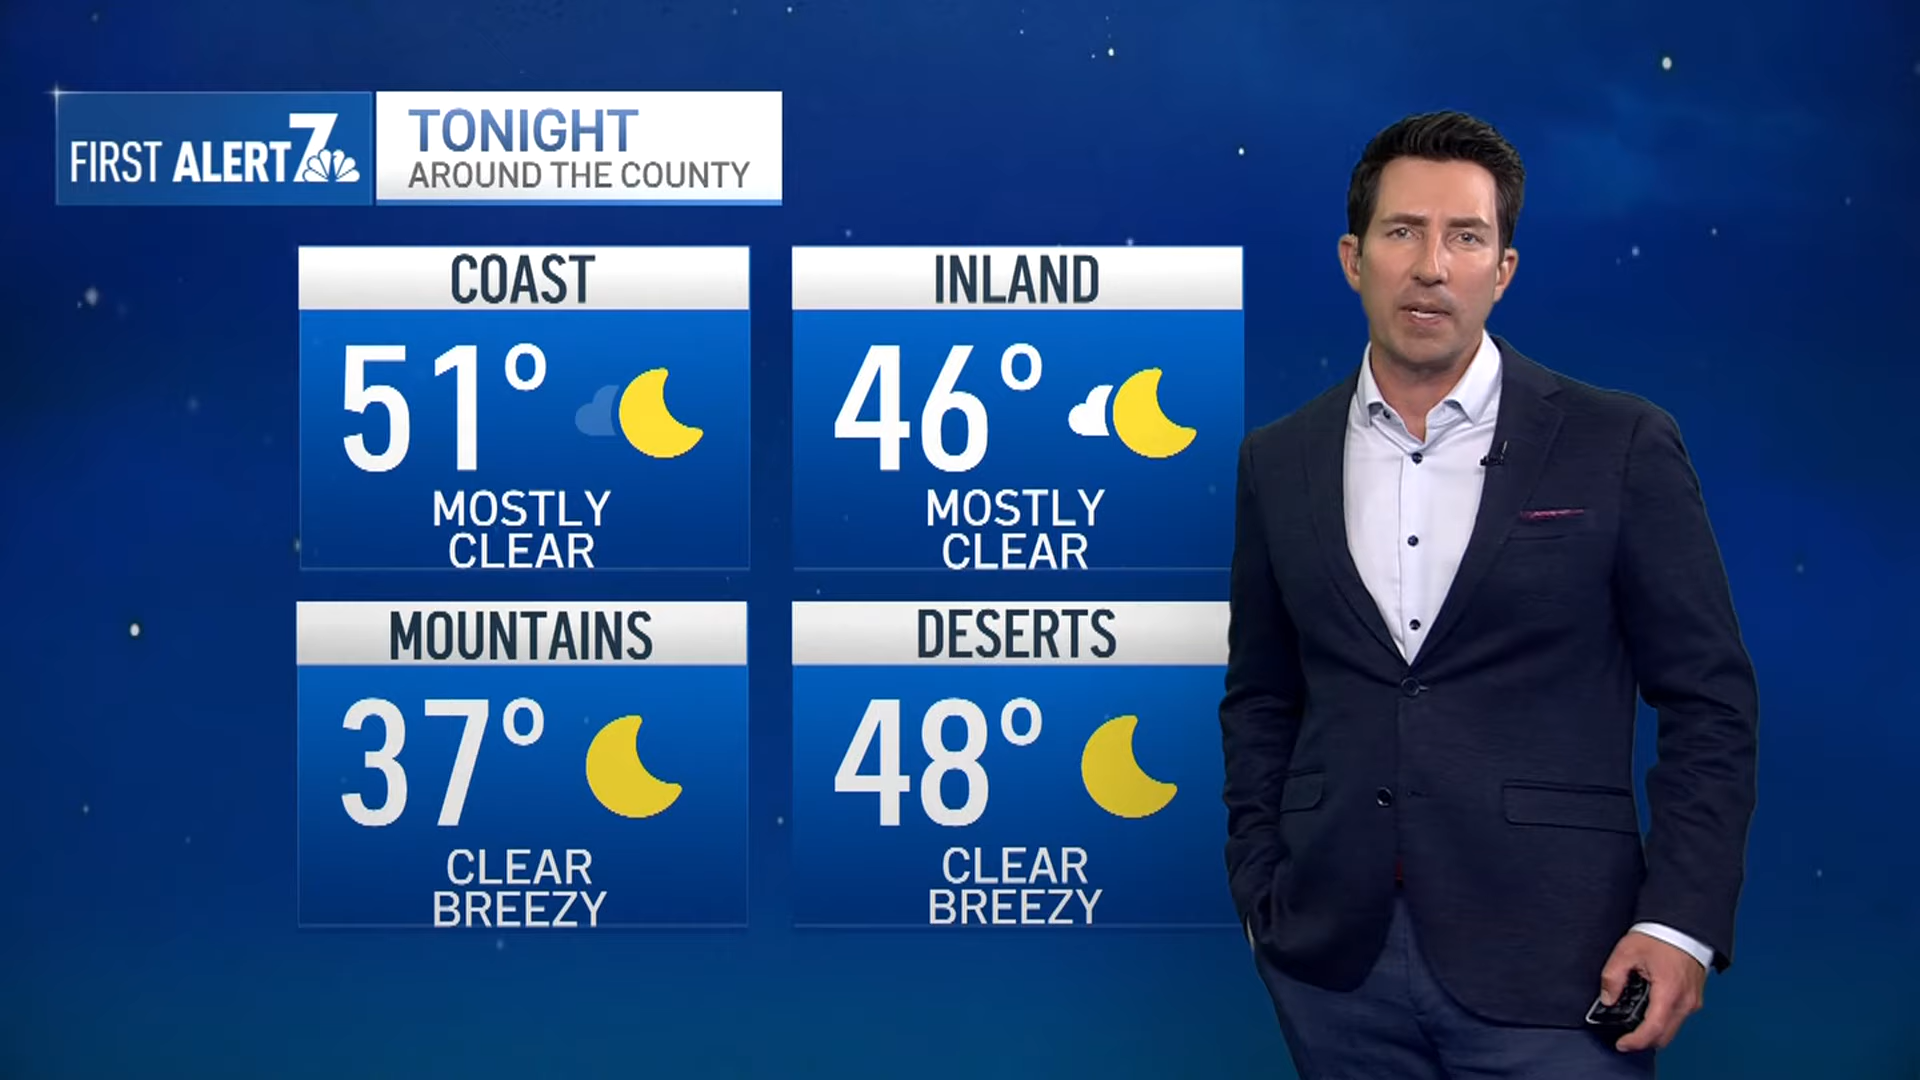 FIRST ALERT 7
TONIGHT
AROUND THE COUNTY
COAST
51°
MOSTLY
CLEAR
INLAND
46°
MOSTLY
CLEAR
MOUNTAINS
37°
CLEAR
BREEZY
DESERTS
48°
CLEAR
BREEZY